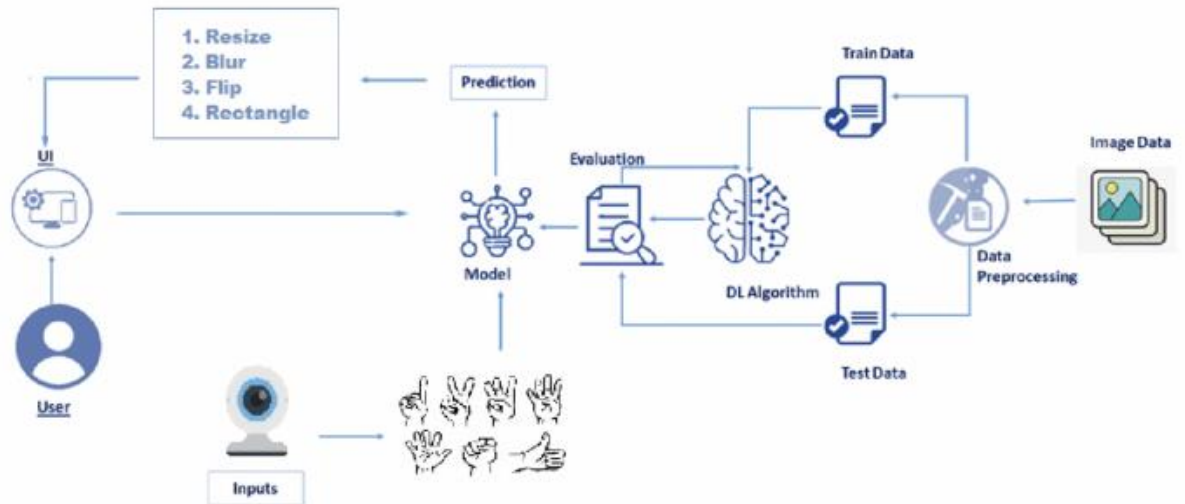 1. Resize
2. Blur
3. Flip
4. Rectangle
Prediction
Train Data
Image Data
UI
Evaluation
Model
DL Algorithm
Data
Preprocessing
Test Data
User
Inputs